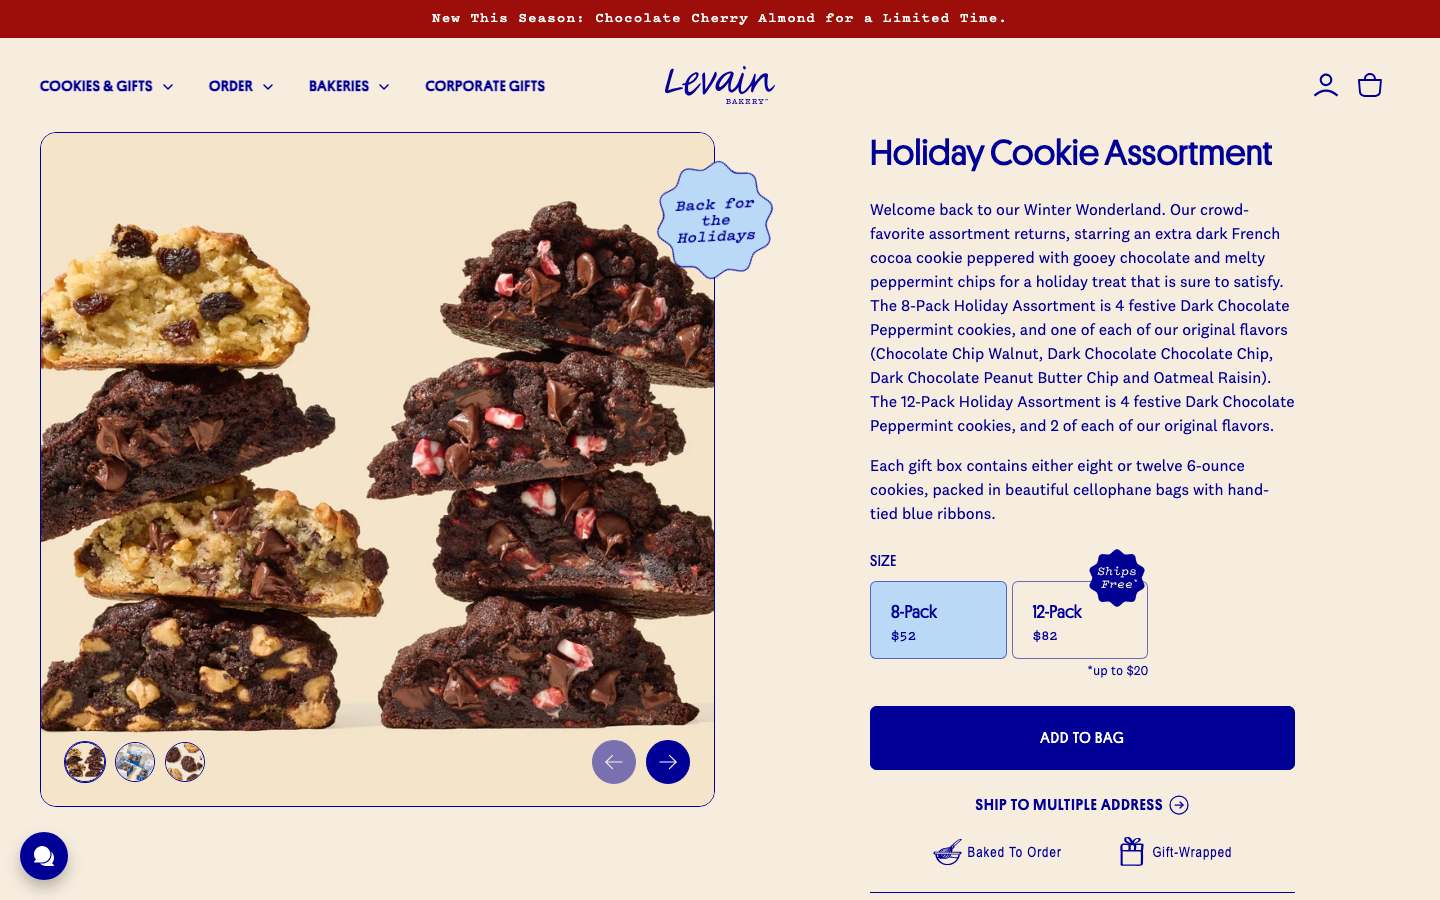 New This Season: Chocolate Cherry Almond for a Limited Time.
COOKIES & GIFTS
ORDER
BAKERIES
CORPORATE GIFTS
Levain
BAKERY™
Back for
the
Holidays
Holiday Cookie Assortment
Welcome back to our Winter Wonderland. Our crowd-
favorite assortment returns, starring an extra dark French
cocoa cookie peppered with gooey chocolate and melty
peppermint chips for a holiday treat that is sure to satisfy.
The 8-Pack Holiday Assortment is 4 festive Dark Chocolate
Peppermint cookies, and one of each of our original flavors
(Chocolate Chip Walnut, Dark Chocolate Chocolate Chip,
Dark Chocolate Peanut Butter Chip and Oatmeal Raisin).
The 12-Pack Holiday Assortment is 4 festive Dark Chocolate
Peppermint cookies, and 2 of each of our original flavors.
Each gift box contains either eight or twelve 6-ounce
cookies, packed in beautiful cellophane bags with hand-
tied blue ribbons.
SIZE
8-Pack
$52
12-Pack
$82
Ships
Free*
*up to $20
ADD TO BAG
SHIP TO MULTIPLE ADDRESS
Baked To Order
Gift-Wrapped